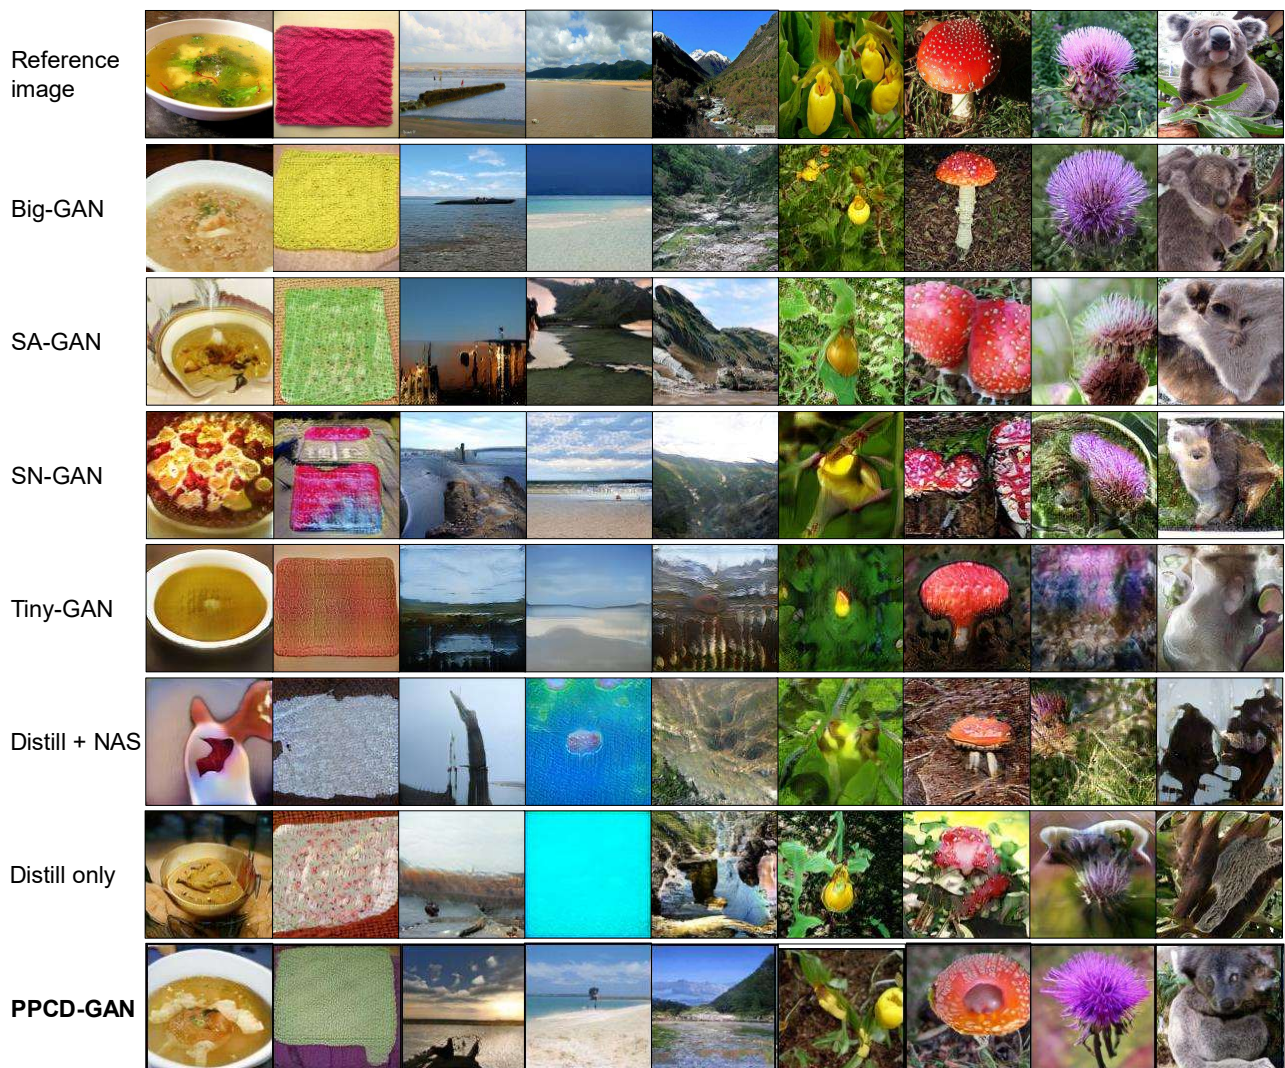 Reference
image
Big-GAN
SA-GAN
SN-GAN
Tiny-GAN
Distill + NAS
Distill only
PPCD-GAN